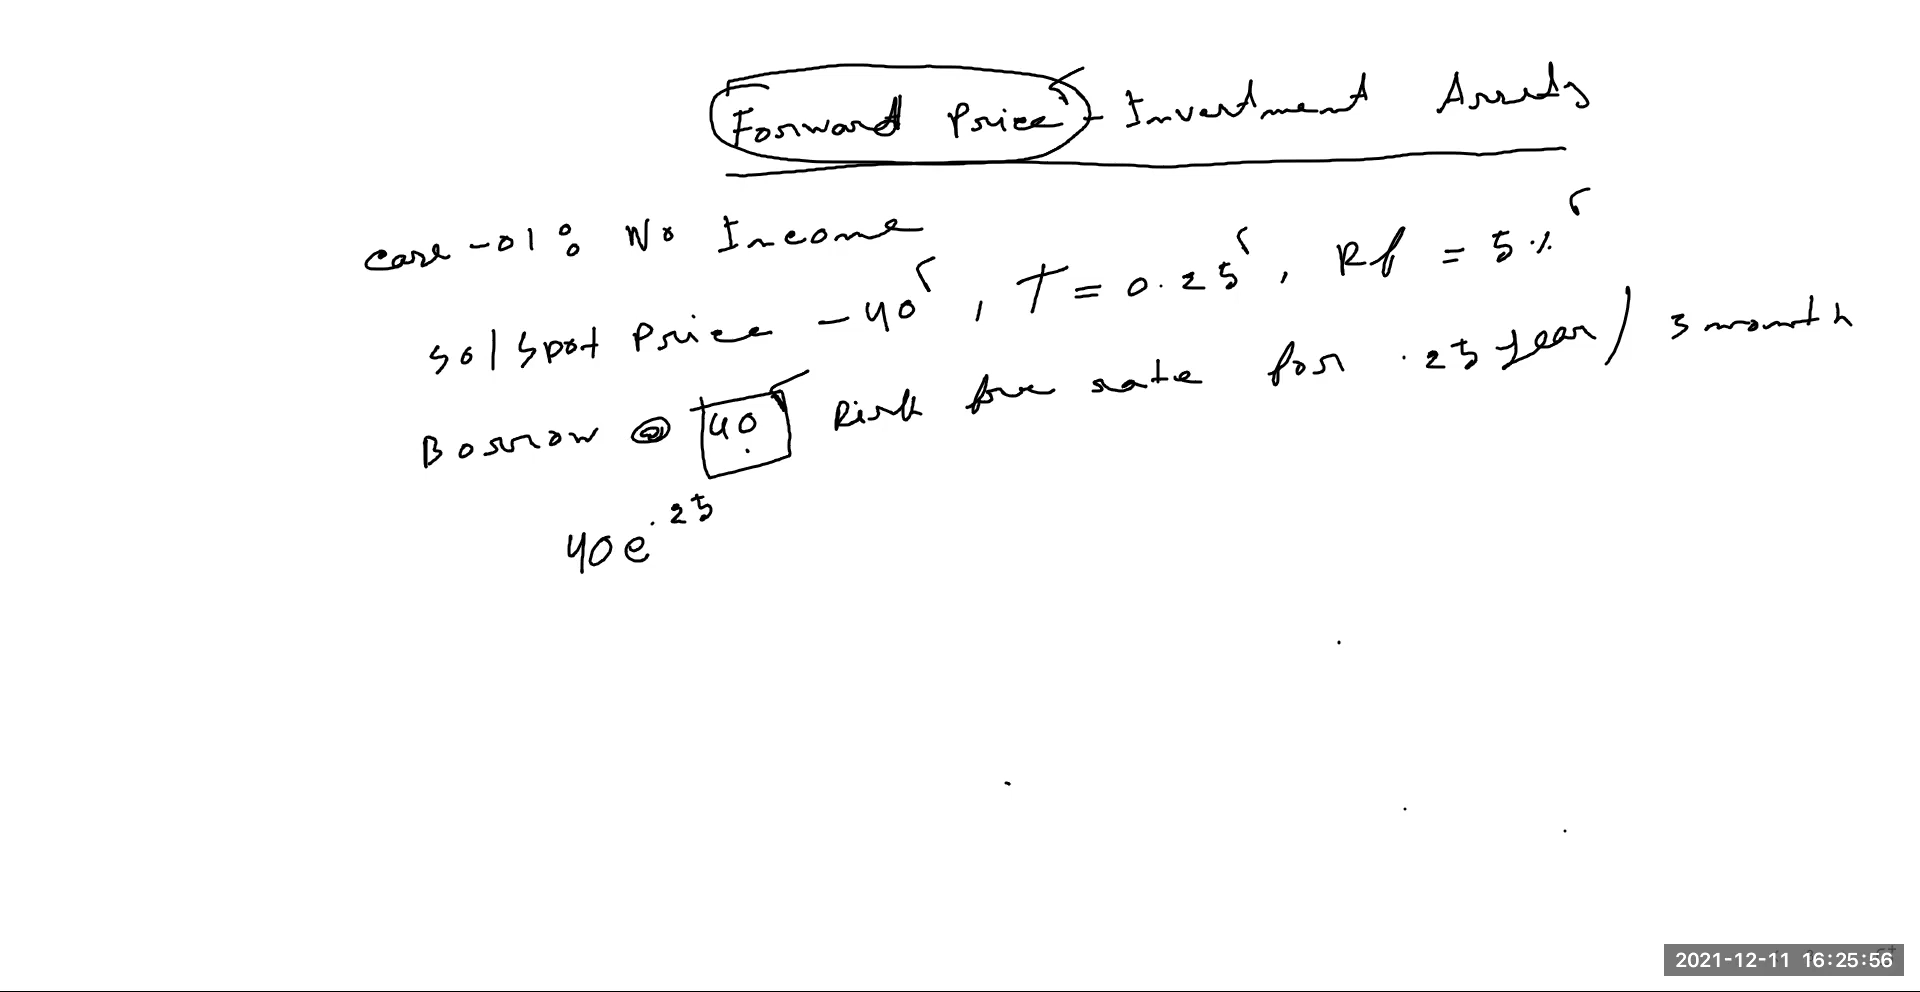 Forward Price - Investment Assets
Case - 01 : No Income
Sol/Spot Price - 40 , T = 0.25 , Rf = 5%
Borrow @ 40 Risk free rate for .25 year / 3 month
40e^.25
2021-12-11 16:25:56